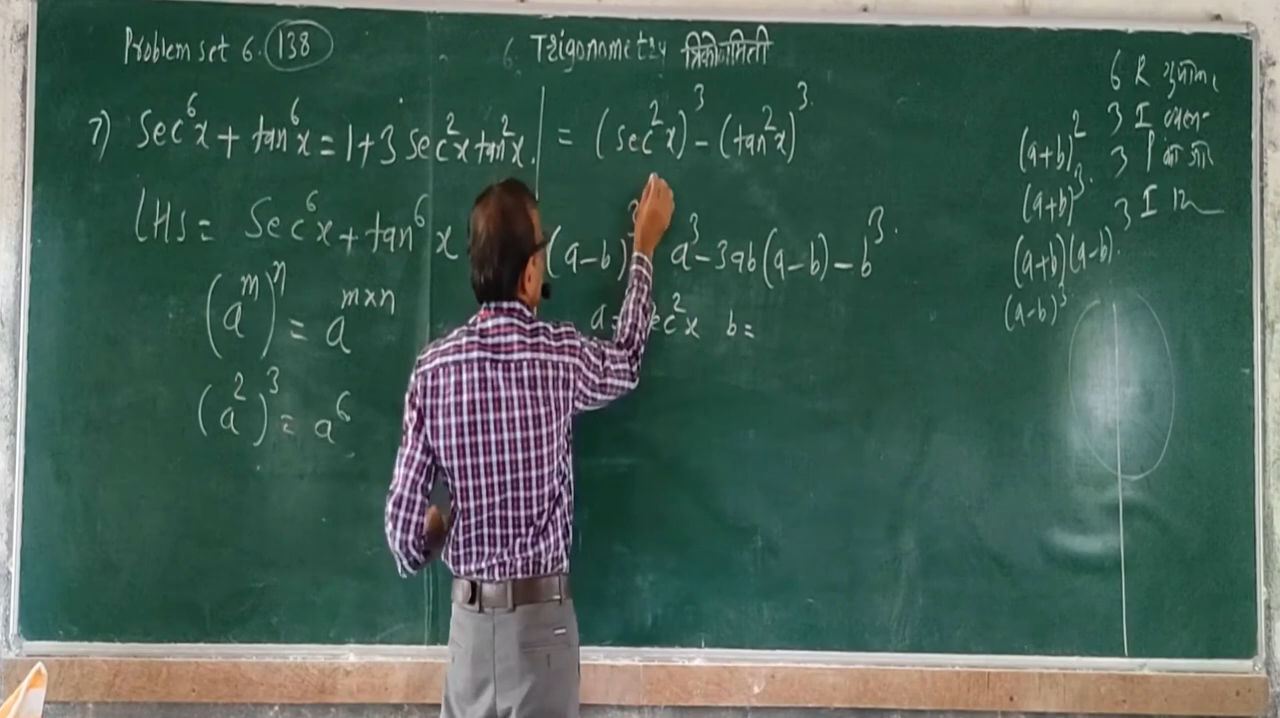 Problem set 6. 138
6. Trigonometry त्रिकोणमिती
7) Sec⁶x + tan⁶x = 1+3 sec²x tan²x.
LHS = Sec⁶x + tan⁶x
(aᵐ)ⁿ = aᵐˣⁿ
(a²)³ = a⁶
= (sec²x)³ - (tan²x)³.
(a-b)³ a³-3ab(a-b)-b³.
a= sec²x b=
6 R
3 I
3
3 I
(a+b)²
(a+b)³.
(a+b)(a-b).
(a-b)³